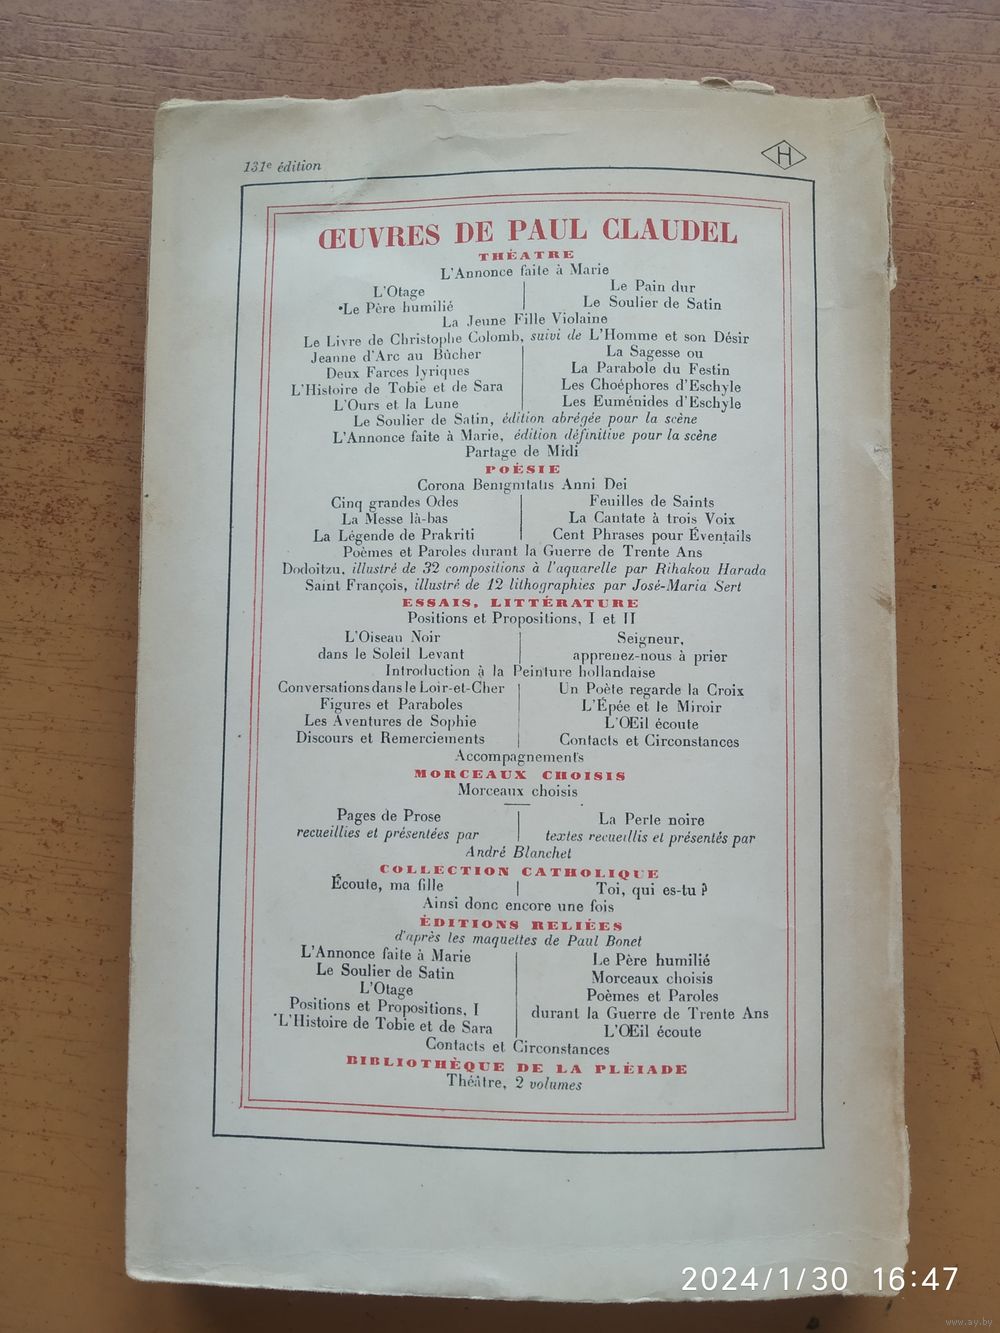 131e édition
H
ŒUVRES DE PAUL CLAUDEL
THÉATRE
L'Annonce faite à Marie
L'Otage | Le Pain dur
•Le Père humilié | Le Soulier de Satin
La Jeune Fille Violaine
Le Livre de Christophe Colomb, suivi de L'Homme et son Désir
Jeanne d'Arc au Bûcher | La Sagesse ou
Deux Farces lyriques | La Parabole du Festin
L'Histoire de Tobie et de Sara | Les Choéphores d'Eschyle
L'Ours et la Lune | Les Euménides d'Eschyle
Le Soulier de Satin, édition abrégée pour la scène
L'Annonce faite à Marie, édition définitive pour la scène
Partage de Midi
POÉSIE
Corona Benignitatis Anni Dei
Cinq grandes Odes | Feuilles de Saints
La Messe là-bas | La Cantate à trois Voix
La Légende de Prakriti | Cent Phrases pour Éventails
Poèmes et Paroles durant la Guerre de Trente Ans
Dodoitzu, illustré de 32 compositions à l'aquarelle par Rihakou Harada
Saint François, illustré de 12 lithographies par José-Maria Sert
ESSAIS, LITTÉRATURE
Positions et Propositions, I et II
L'Oiseau Noir | Seigneur,
dans le Soleil Levant | apprenez-nous à prier
Introduction à la Peinture hollandaise
Conversations dans le Loir-et-Cher | Un Poète regarde la Croix
Figures et Paraboles | L'Épée et le Miroir
Les Aventures de Sophie | L'Œil écoute
Discours et Remerciements | Contacts et Circonstances
Accompagnements
MORCEAUX CHOISIS
Morceaux choisis
Pages de Prose | La Perle noire
recueillies et présentées par | textes recueillis et présentés par
André Blanchet
COLLECTION CATHOLIQUE
Écoute, ma fille | Toi, qui es-tu ?
Ainsi donc encore une fois
ÉDITIONS RELIÉES
d'après les maquettes de Paul Bonet
L'Annonce faite à Marie | Le Père humilié
Le Soulier de Satin | Morceaux choisis
L'Otage | Poèmes et Paroles
Positions et Propositions, I | durant la Guerre de Trente Ans
L'Histoire de Tobie et de Sara | L'Œil écoute
Contacts et Circonstances
BIBLIOTHÈQUE DE LA PLÉIADE
Théâtre, 2 volumes
2024/1/30 16:47
www.ay.by